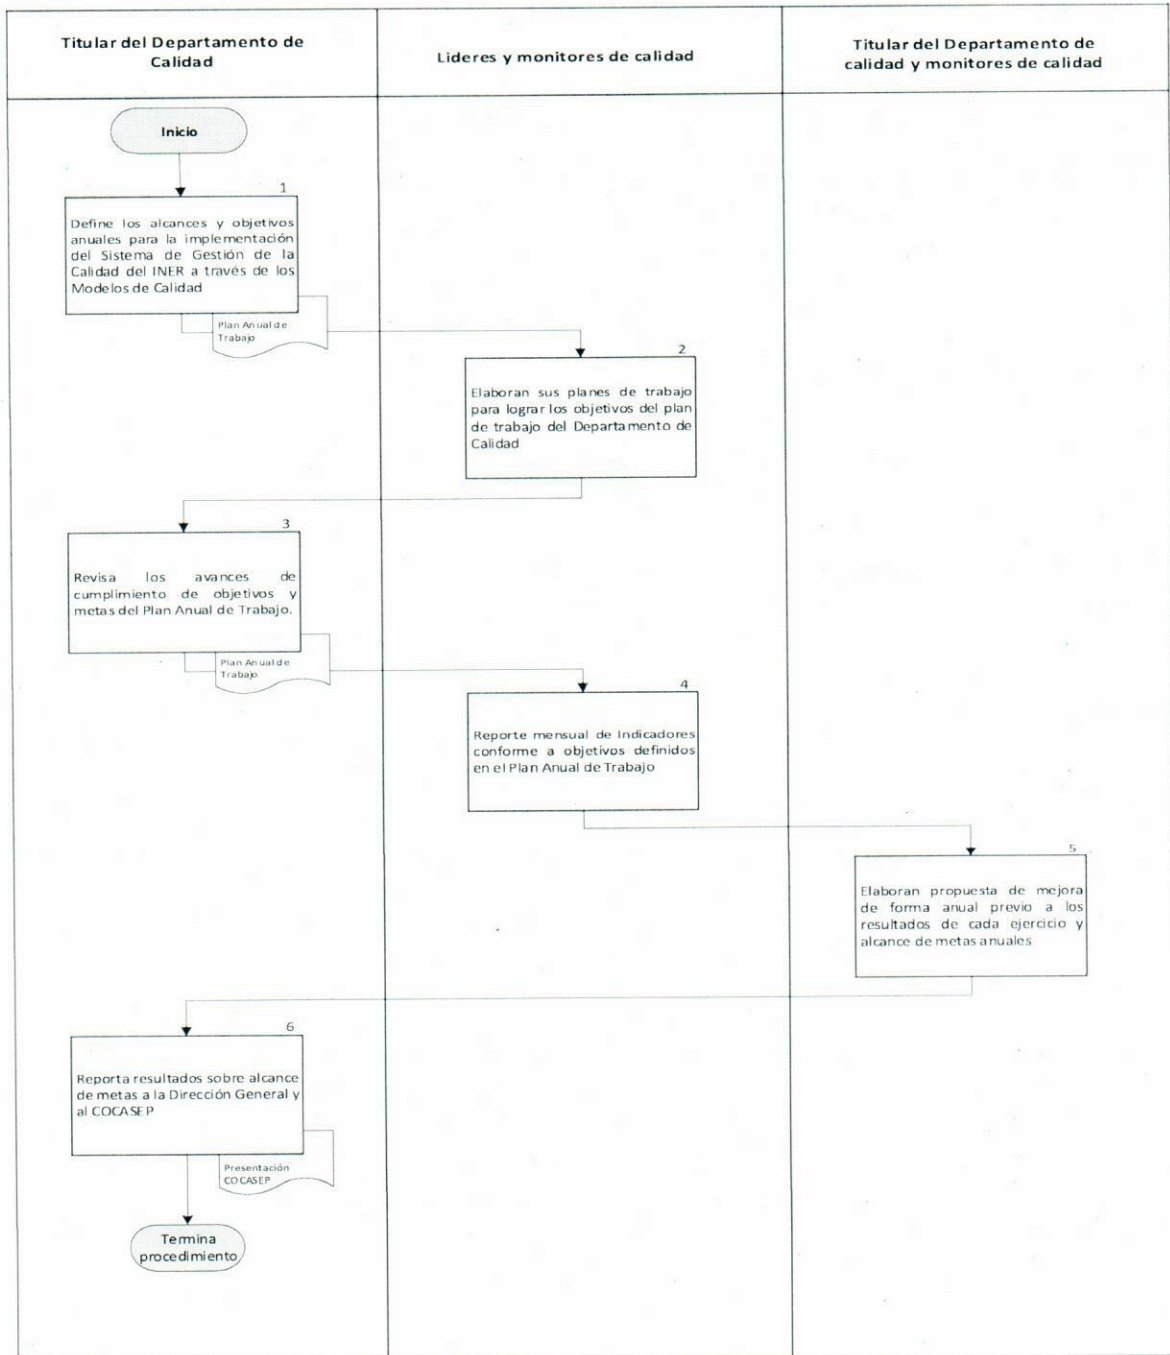 Titular del Departamento de
Calidad
Lideres y monitores de calidad
Titular del Departamento de
calidad y monitores de calidad
Inicio
1
Define los alcances y objetivos
anuales para la implementación
del Sistema de Gestión de la
Calidad del INER a través de los
Modelos de Calidad
Plan Anual de
Trabajo
2
Elaboran sus planes de trabajo
para lograr los objetivos del plan
de trabajo del Departamento de
Calidad
3
Revisa los avances de
cumplimiento de objetivos y
metas del Plan Anual de Trabajo.
Plan Anual de
Trabajo
4
Reporte mensual de Indicadores
conforme a objetivos definidos
en el Plan Anual de Trabajo
5
Elaboran propuesta de mejora
de forma anual previo a los
resultados de cada ejercicio y
alcance de metas anuales
6
Reporta resultados sobre alcance
de metas a la Dirección General y
al COCASEP
Presentación
COCASEP
Termina
procedimiento